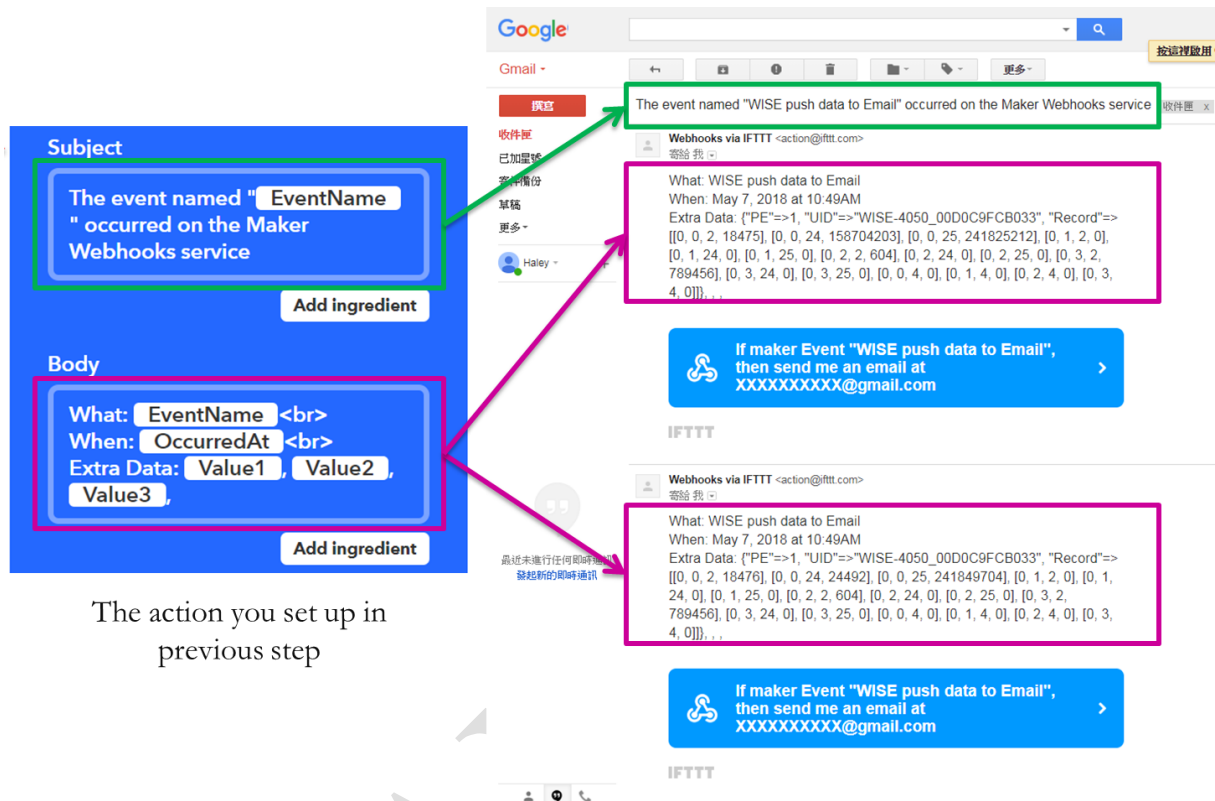 Subject
The event named " EventName
" occurred on the Maker
Webhooks service
Add ingredient
Body
What: EventName <br>
When: OccurredAt <br>
Extra Data: Value1 , Value2 ,
Value3 ,
Add ingredient
The action you set up in
previous step
Google
按這裡啟用
Gmail
更多
撰寫
The event named "WISE push data to Email" occurred on the Maker Webhooks service
收件匣 x
收件匣
已加星號
寄件備份
草稿
更多
Haley
+
Webhooks via IFTTT <action@ifttt.com>
寄給 我
What: WISE push data to Email
When: May 7, 2018 at 10:49AM
Extra Data: {"PE"=>1, "UID"=>"WISE-4050_00D0C9FCB033", "Record"=>
[[0, 0, 2, 18475], [0, 0, 24, 158704203], [0, 0, 25, 241825212], [0, 1, 2, 0],
[0, 1, 24, 0], [0, 1, 25, 0], [0, 2, 2, 604], [0, 2, 24, 0], [0, 2, 25, 0], [0, 3, 2,
789456], [0, 3, 24, 0], [0, 3, 25, 0], [0, 0, 4, 0], [0, 1, 4, 0], [0, 2, 4, 0], [0, 3,
4, 0]]}, , ,
If maker Event "WISE push data to Email",
then send me an email at
XXXXXXXXXX@gmail.com
IFTTT
Webhooks via IFTTT <action@ifttt.com>
寄給 我
What: WISE push data to Email
When: May 7, 2018 at 10:49AM
Extra Data: {"PE"=>1, "UID"=>"WISE-4050_00D0C9FCB033", "Record"=>
[[0, 0, 2, 18476], [0, 0, 24, 24492], [0, 0, 25, 241849704], [0, 1, 2, 0], [0, 1,
24, 0], [0, 1, 25, 0], [0, 2, 2, 604], [0, 2, 24, 0], [0, 2, 25, 0], [0, 3, 2,
789456], [0, 3, 24, 0], [0, 3, 25, 0], [0, 0, 4, 0], [0, 1, 4, 0], [0, 2, 4, 0], [0, 3,
4, 0]]}, , ,
If maker Event "WISE push data to Email",
then send me an email at
XXXXXXXXXX@gmail.com
IFTTT
最近未進行任何即時通訊
發起新的即時通訊